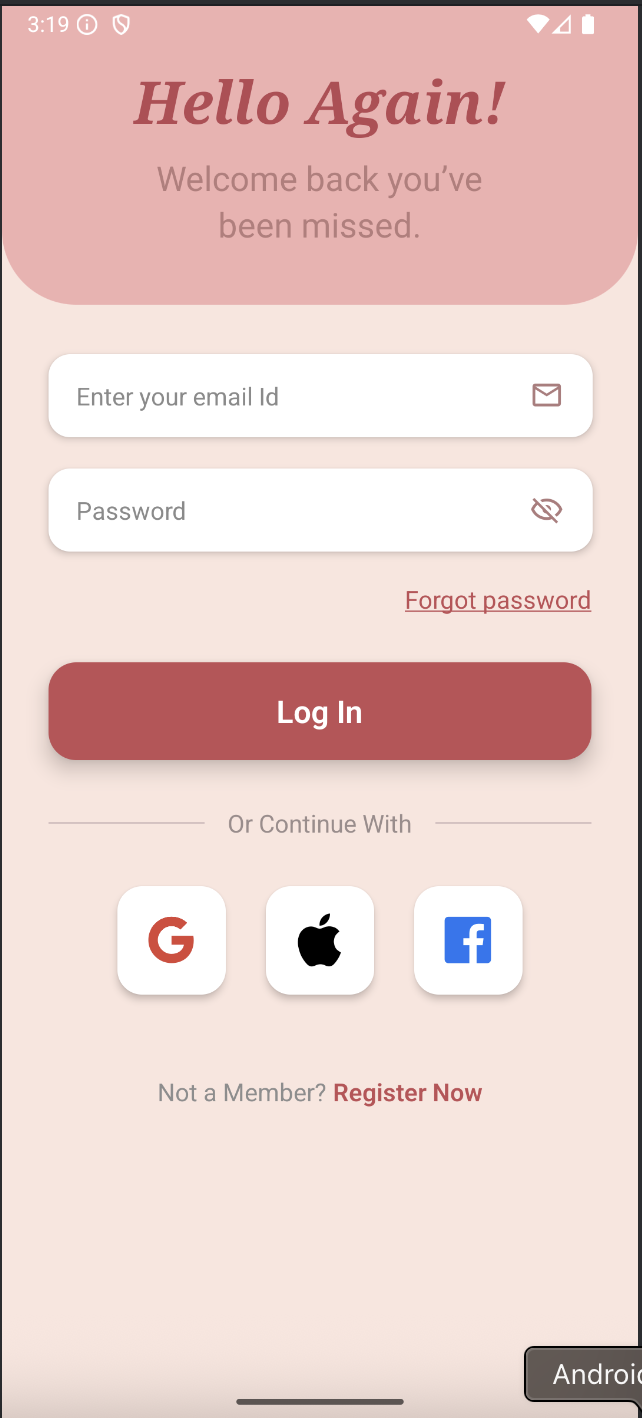 3:19
Hello Again!
Welcome back you’ve
been missed.
Enter your email Id
Password
Forgot password
Log In
Or Continue With
Not a Member? Register Now